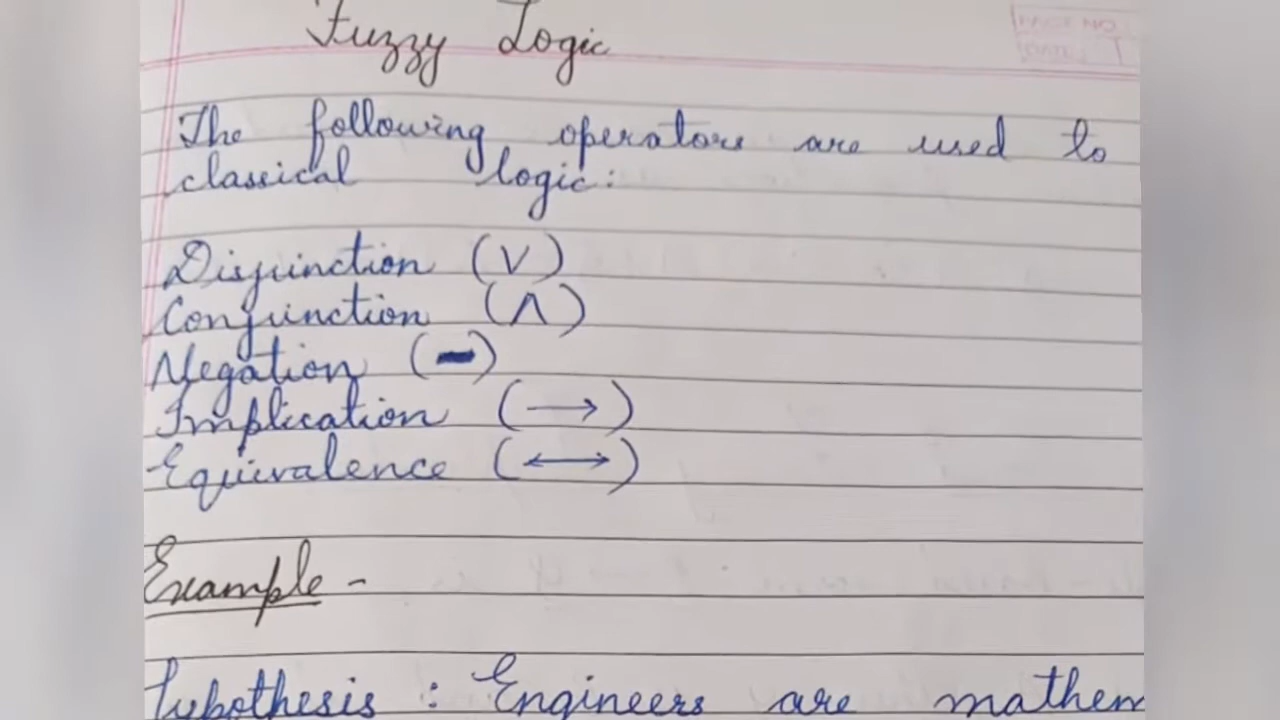 Fuzzy Logic
The following operators are used to
classical logic:
Disjunction (∨)
Conjunction (∧)
Negation (-)
Implication (→)
Equivalence (↔)
Example -
Hypothesis : Engineers are mathem